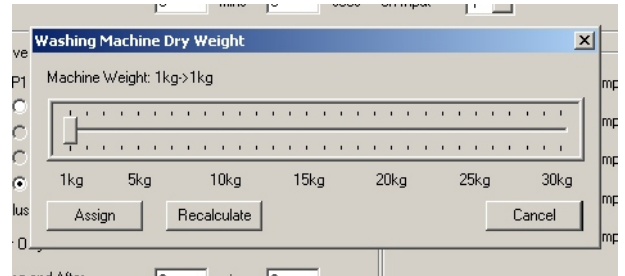 Washing Machine Dry Weight
Machine Weight: 1kg->1kg
1kg 5kg 10kg 15kg 20kg 25kg 30kg
Assign Recalculate Cancel